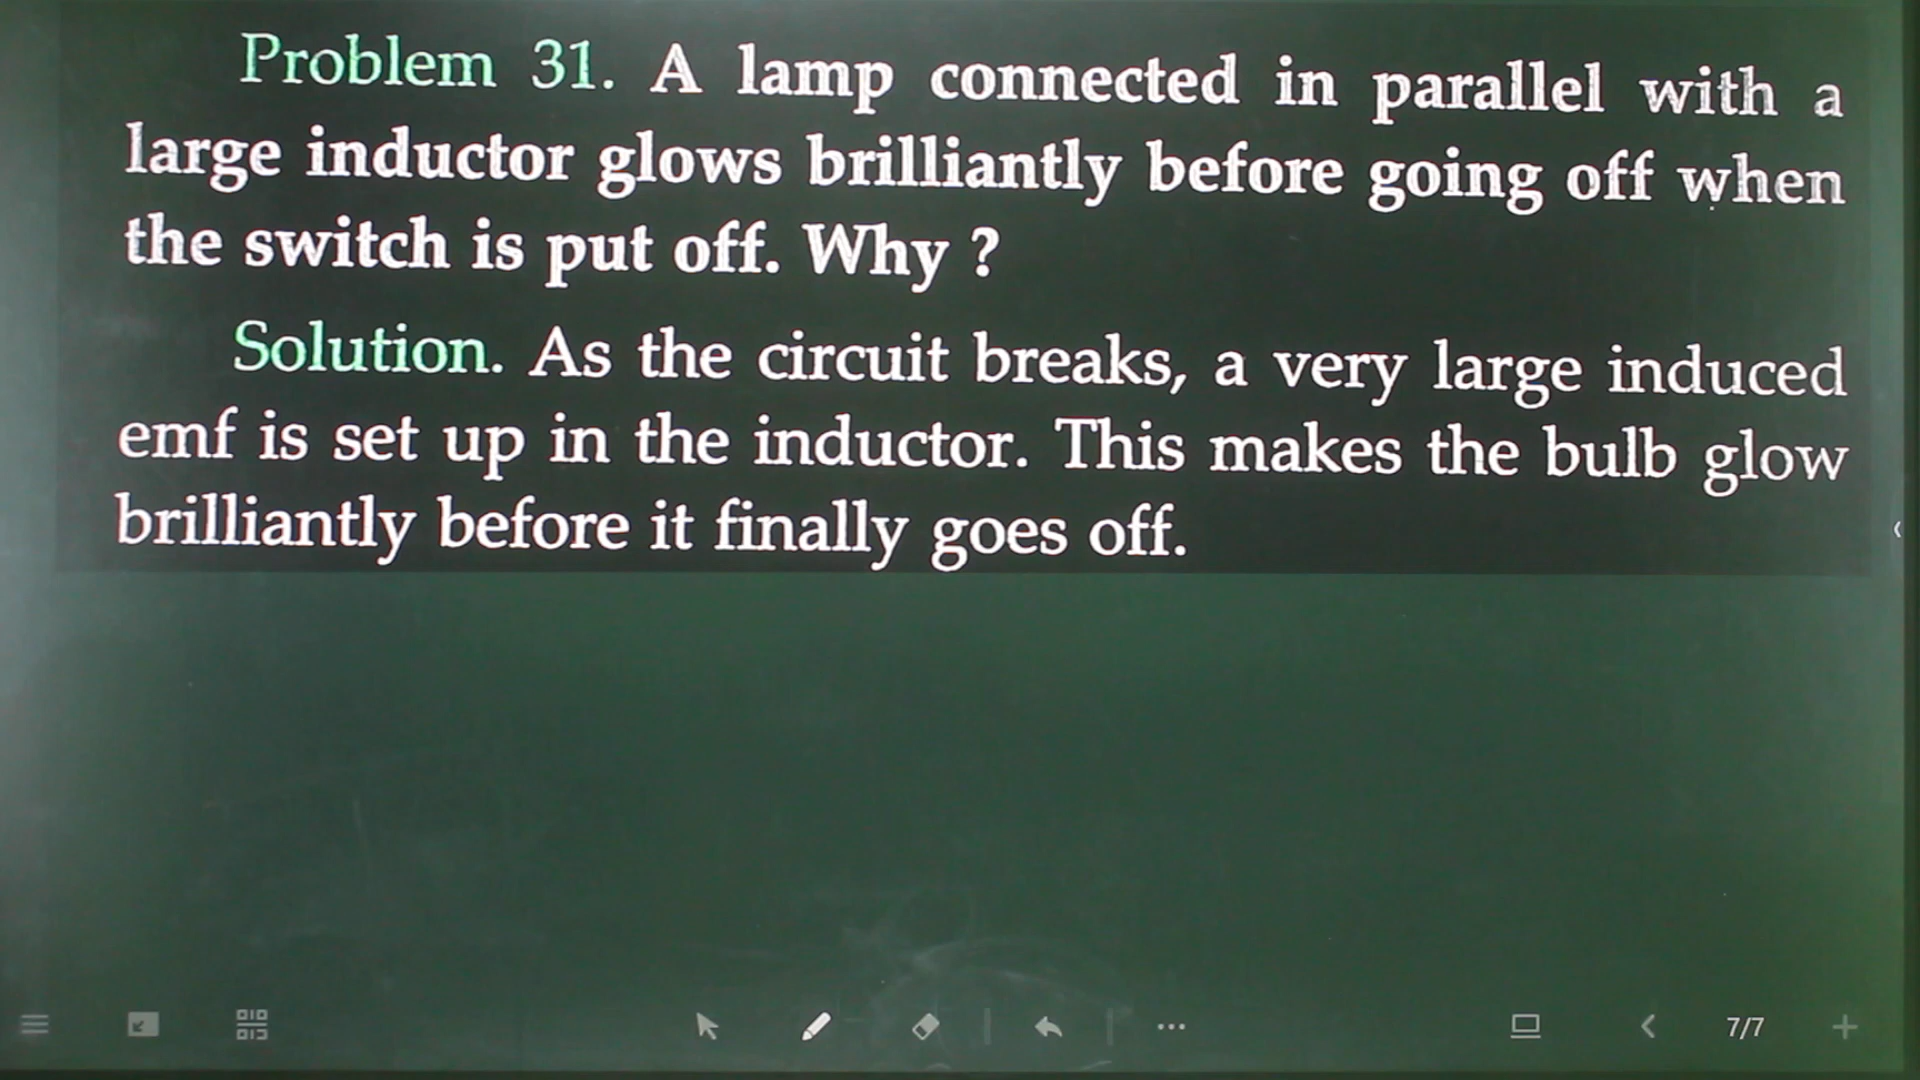 Problem 31. A lamp connected in parallel with a
large inductor glows brilliantly before going off when
the switch is put off. Why ?
Solution. As the circuit breaks, a very large induced
emf is set up in the inductor. This makes the bulb glow
brilliantly before it finally goes off.
7/7